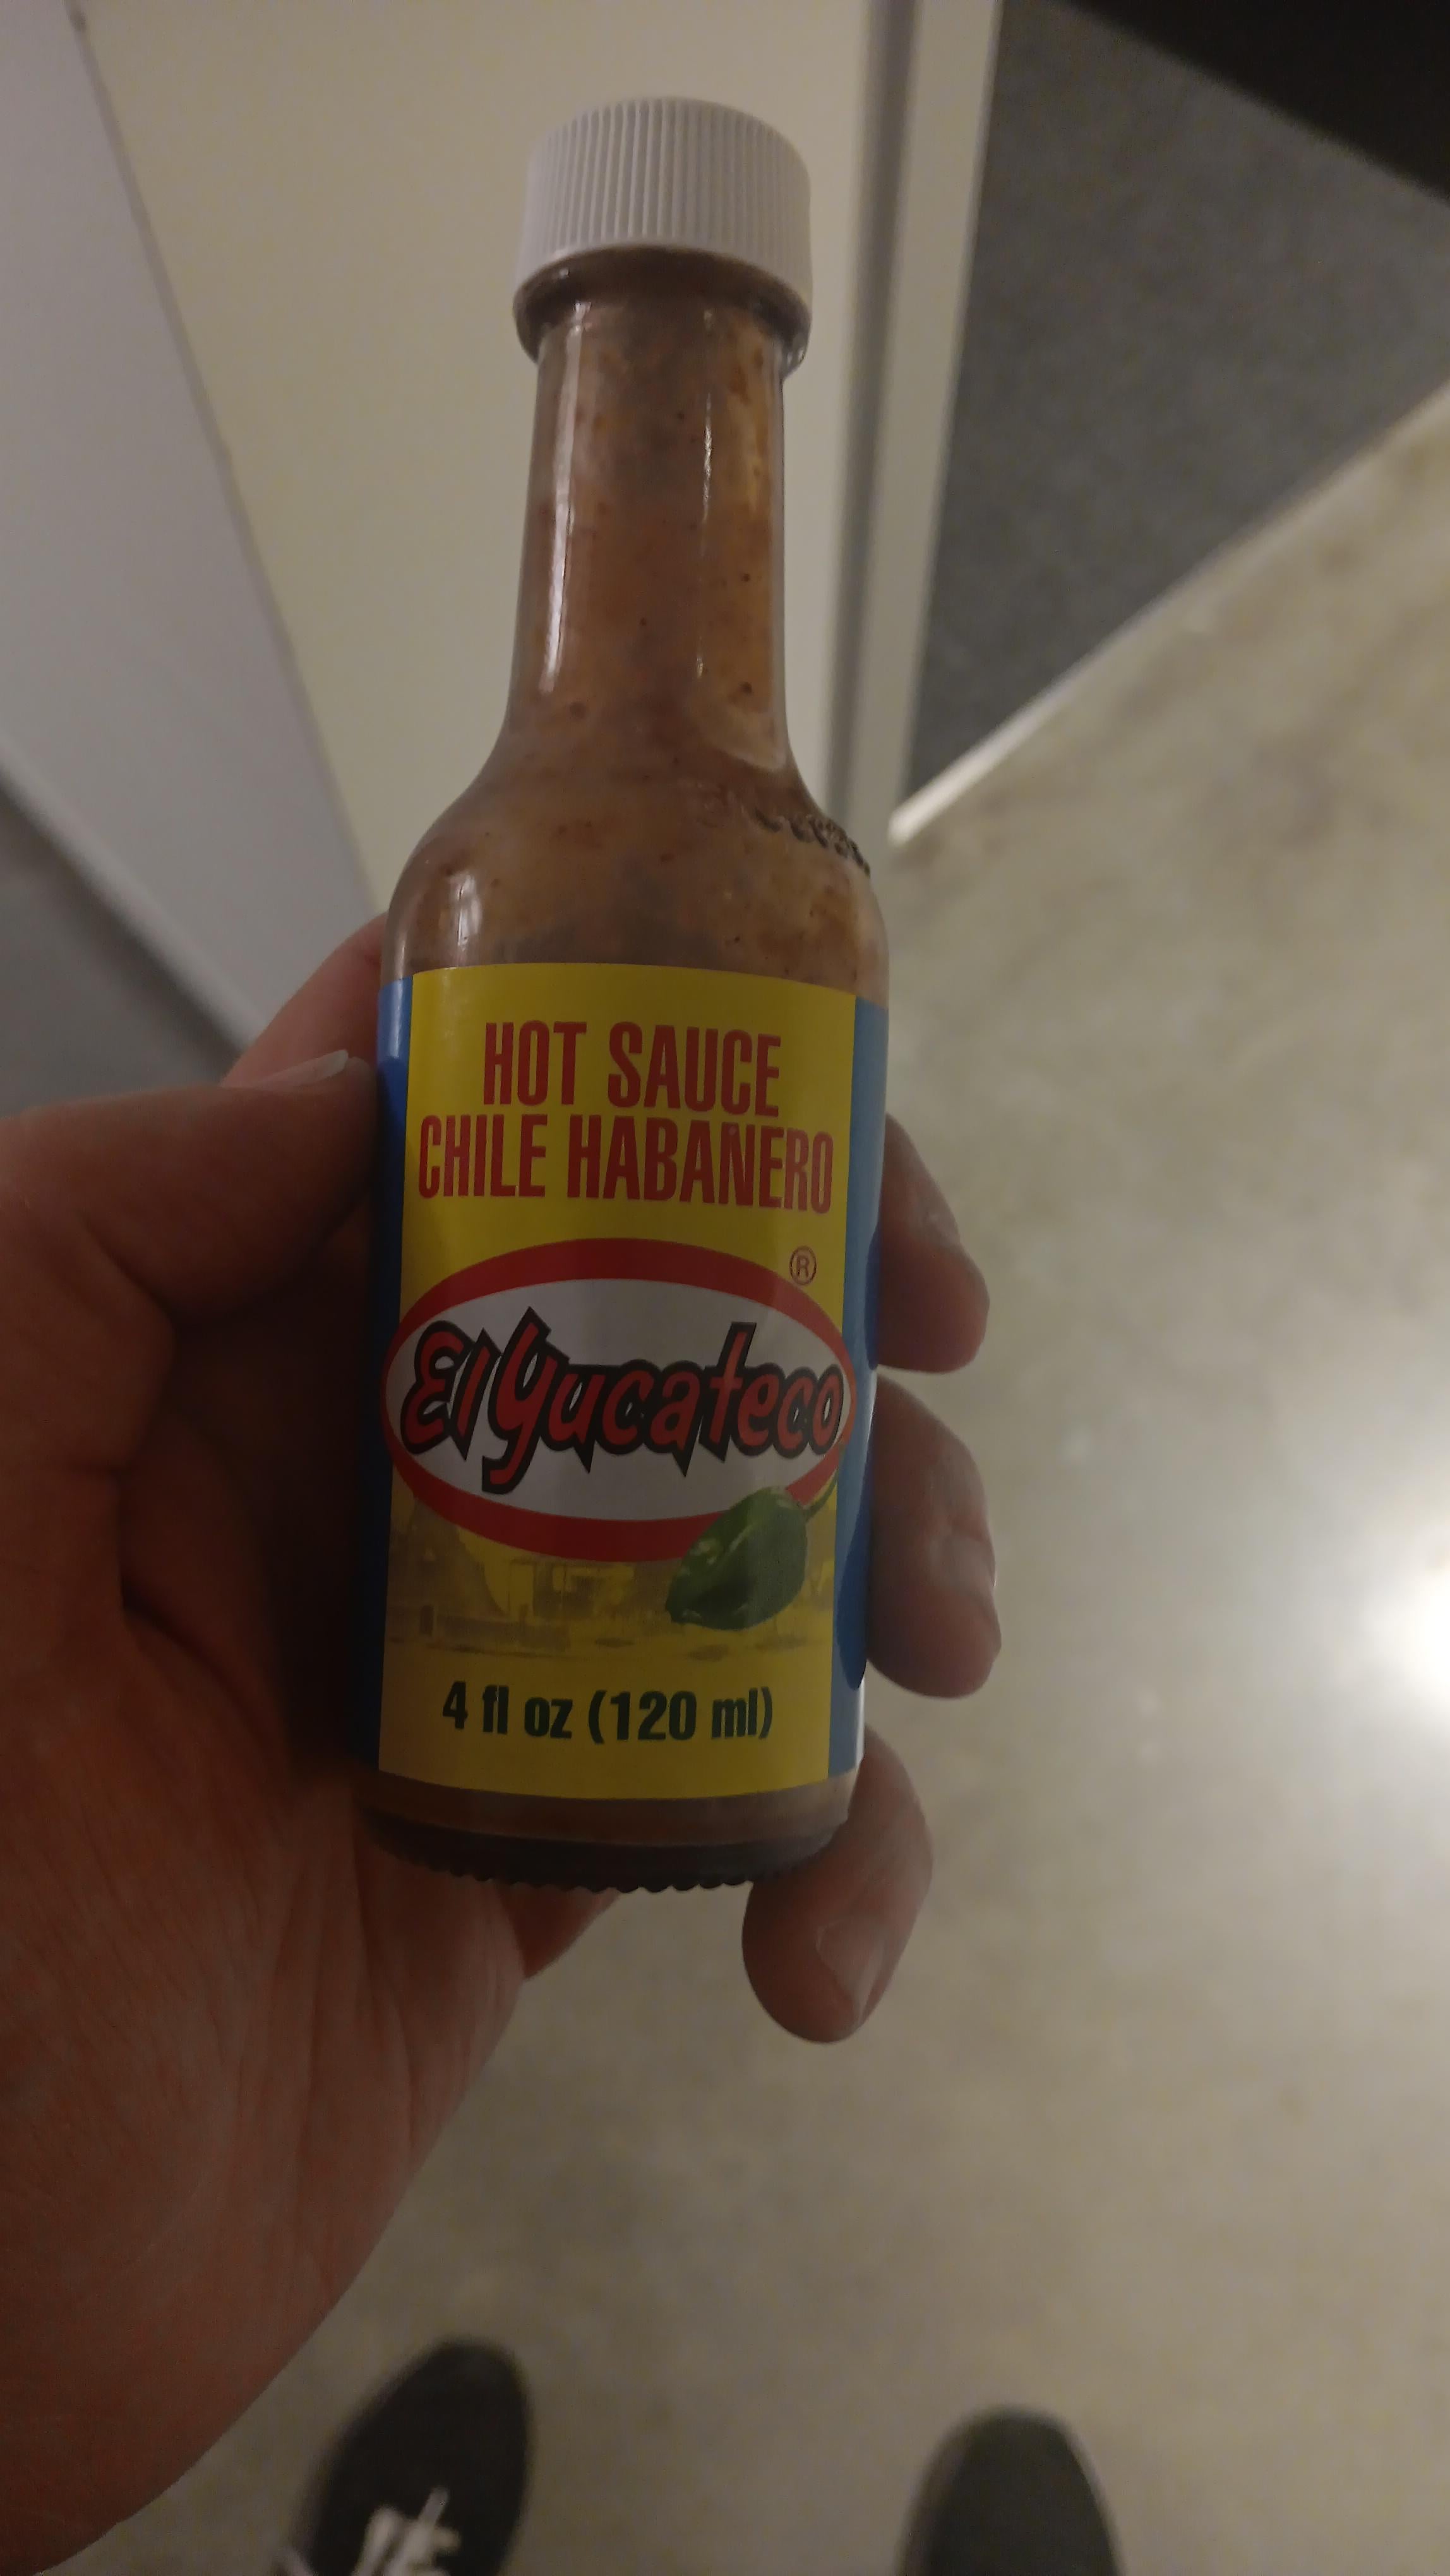 HOT SAUCE
CHILE HABANERO
®
El Yucateco
4 fl oz (120 ml)